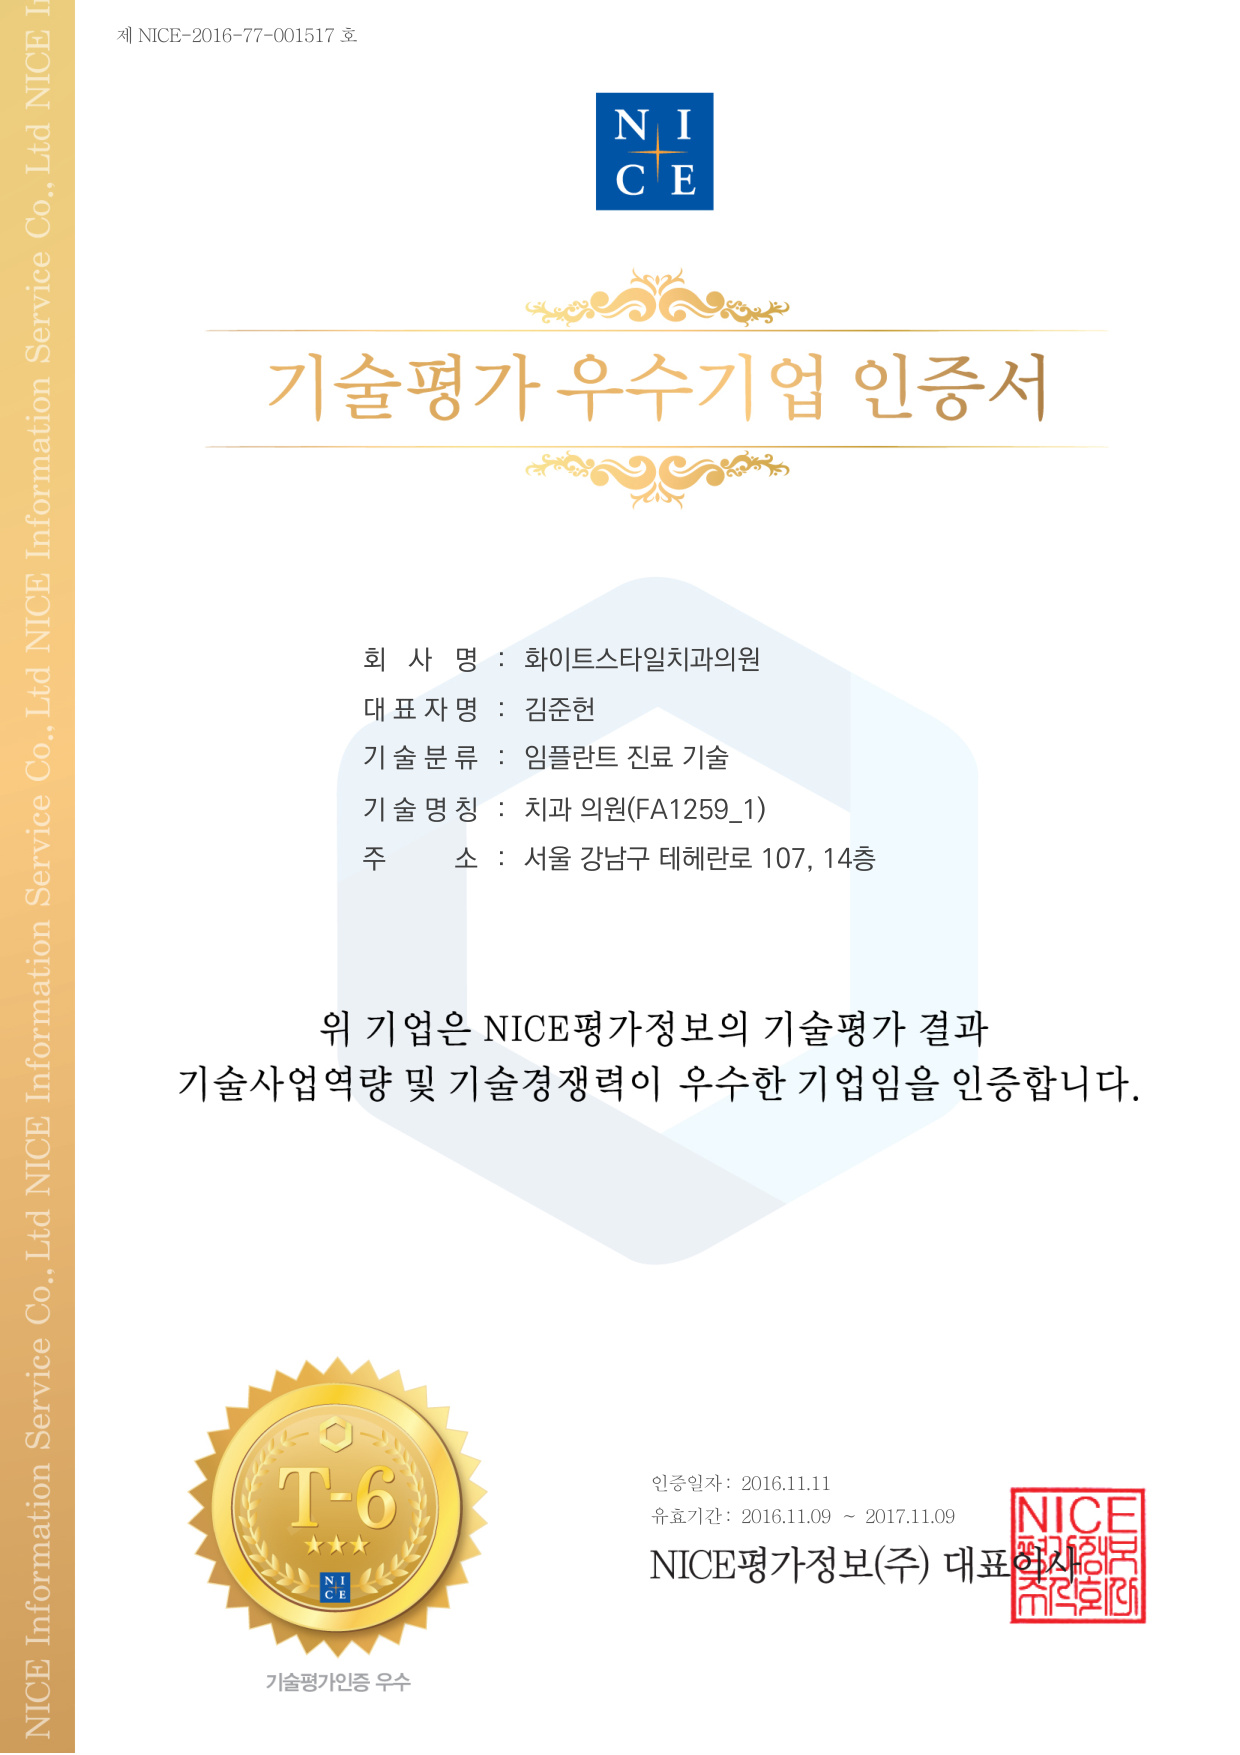 제 NICE-2016-77-001517 호
N I
C E
기술평가 우수기업 인증서
회 사 명 : 화이트스타일치과의원
대 표 자 명 : 김준헌
기 술 분 류 : 임플란트 진료 기술
기 술 명 칭 : 치과 의원(FA1259_1)
주 소 : 서울 강남구 테헤란로 107, 14층
위 기업은 NICE평가정보의 기술평가 결과
기술사업역량 및 기술경쟁력이 우수한 기업임을 인증합니다.
T-6
N I
C E
기술평가인증 우수
인증일자 : 2016.11.11
유효기간 : 2016.11.09 ~ 2017.11.09
NICE평가정보(주) 대표이사
NICE
NICE Information Service Co., Ltd NICE Information Service Co., Ltd NICE Information Service Co., Ltd NICE Information Service Co., Ltd NICE I